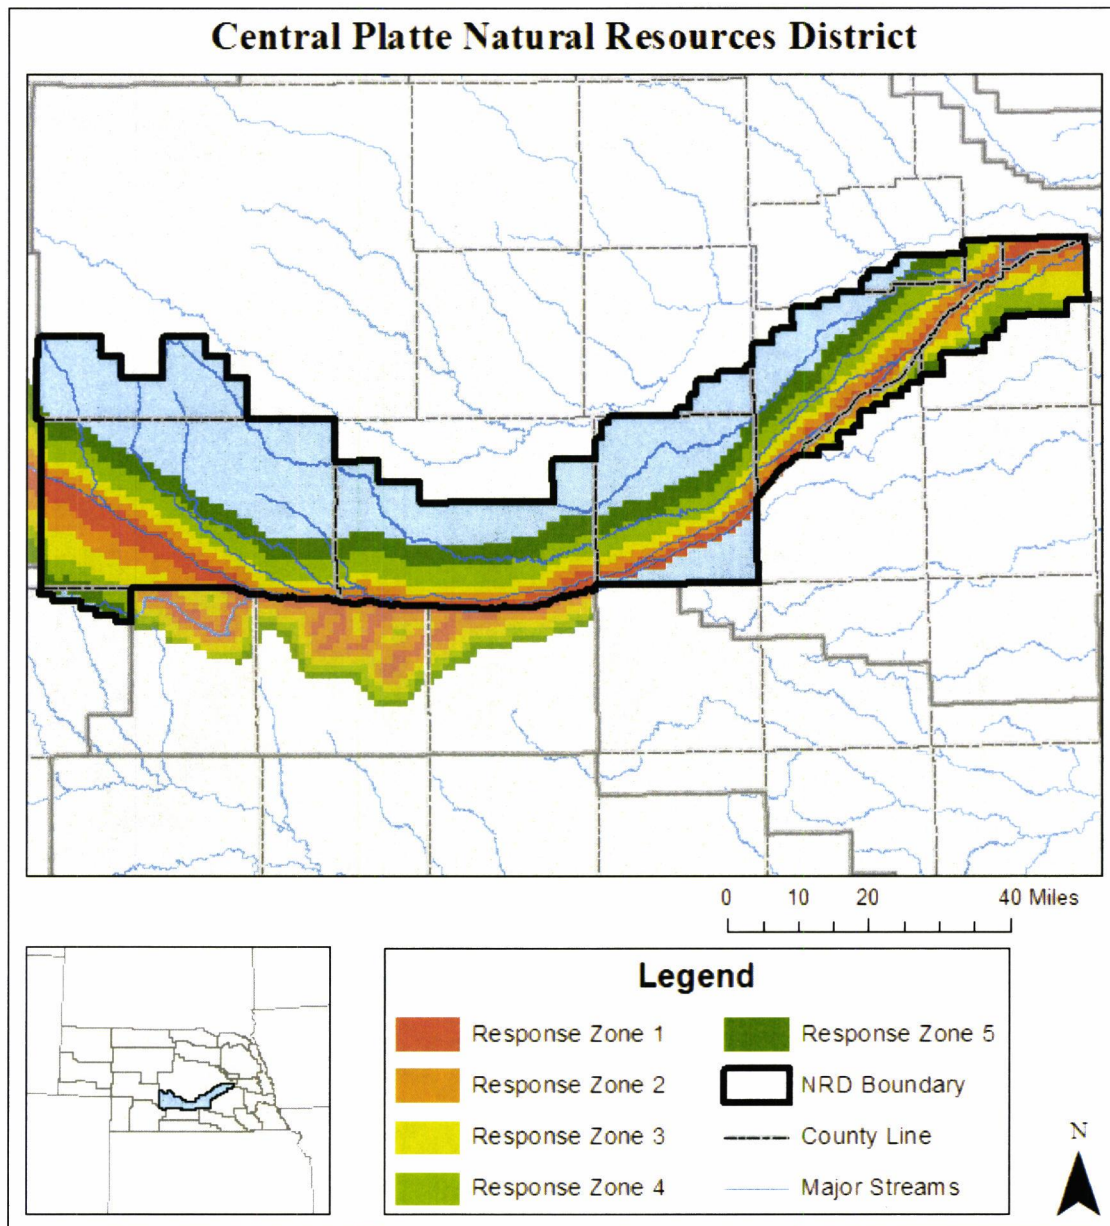 Central Platte Natural Resources District
0 10 20 40 Miles
Legend
Response Zone 1
Response Zone 2
Response Zone 3
Response Zone 4
Response Zone 5
NRD Boundary
County Line
Major Streams
N